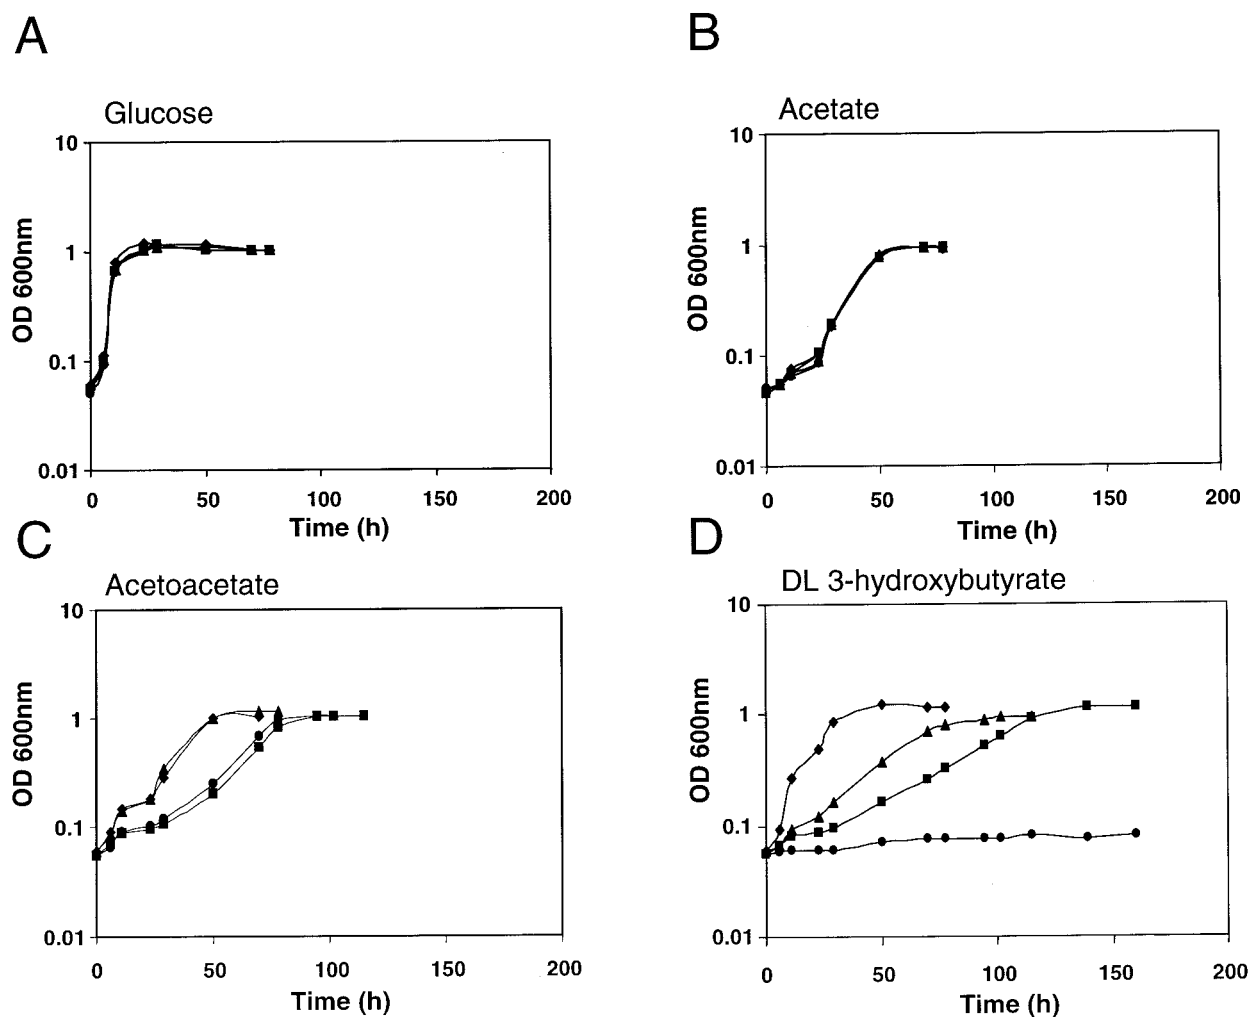 A
Glucose
10
1
0.1
0.01
OD 600nm
0 50 100 150 200
Time (h)
B
Acetate
10
1
0.1
0.01
OD 600nm
0 50 100 150 200
Time (h)
C
Acetoacetate
10
1
0.1
0.01
OD 600nm
0 50 100 150 200
Time (h)
D
DL 3-hydroxybutyrate
10
1
0.1
0.01
OD 600nm
0 50 100 150 200
Time (h)